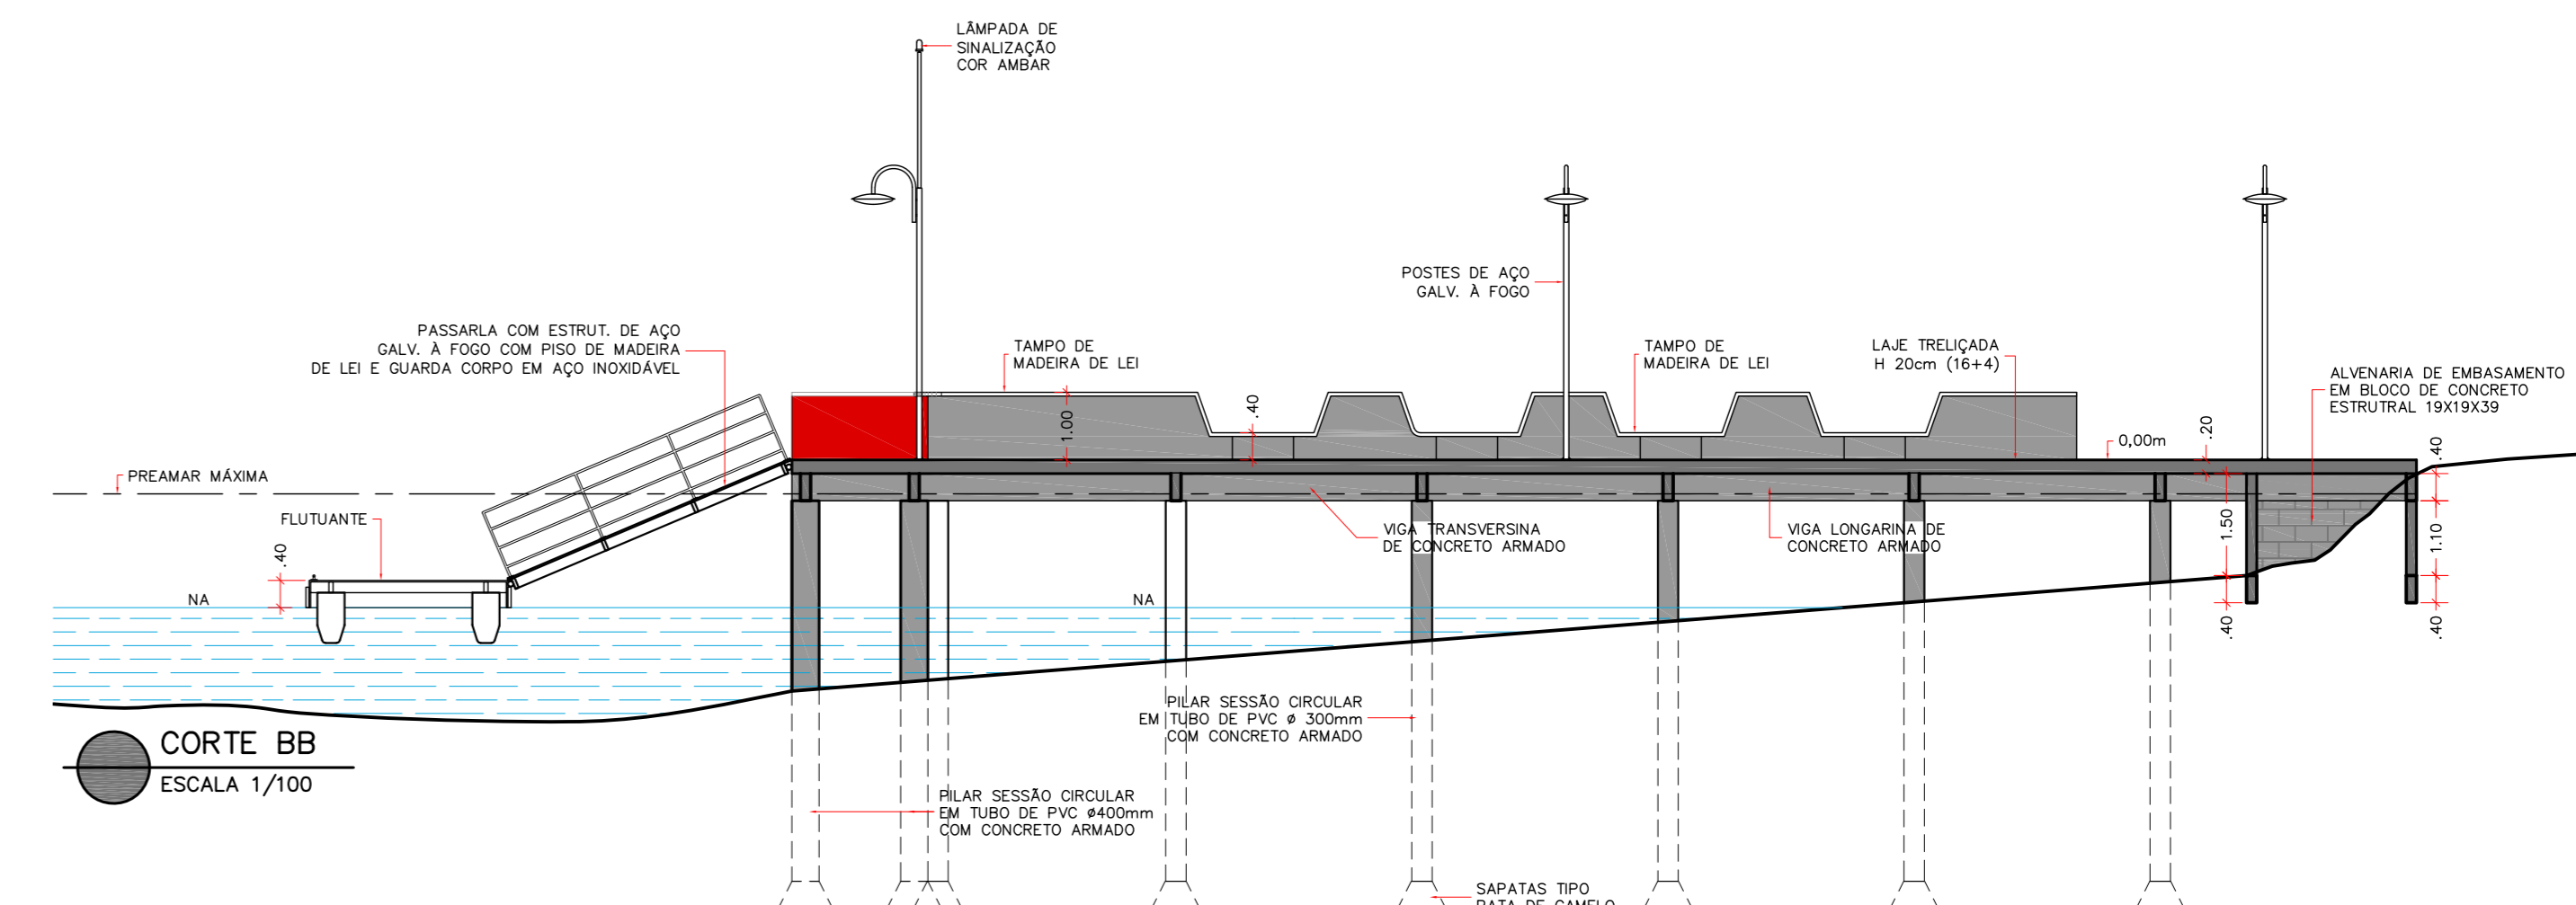 LÂMPADA DE
SINALIZAÇÃO
COR AMBAR
POSTES DE AÇO
GALV. À FOGO
PASSARLA COM ESTRUT. DE AÇO
GALV. À FOGO COM PISO DE MADEIRA
DE LEI E GUARDA CORPO EM AÇO INOXIDÁVEL
TAMPO DE
MADEIRA DE LEI
TAMPO DE
MADEIRA DE LEI
LAJE TRELIÇADA
H 20cm (16+4)
ALVENARIA DE EMBASAMENTO
EM BLOCO DE CONCRETO
ESTRUTRAL 19X19X39
1.00
.40
0,00m
.20
.40
PREAMAR MÁXIMA
FLUTUANTE
.40
NA
NA
VIGA TRANSVERSINA
DE CONCRETO ARMADO
VIGA LONGARINA DE
CONCRETO ARMADO
1.50
1.10
.40
.40
PILAR SESSÃO CIRCULAR
EM TUBO DE PVC ø 300mm
COM CONCRETO ARMADO
CORTE BB
ESCALA 1/100
PILAR SESSÃO CIRCULAR
EM TUBO DE PVC ø400mm
COM CONCRETO ARMADO
SAPATAS TIPO
PATA DE CAMELO